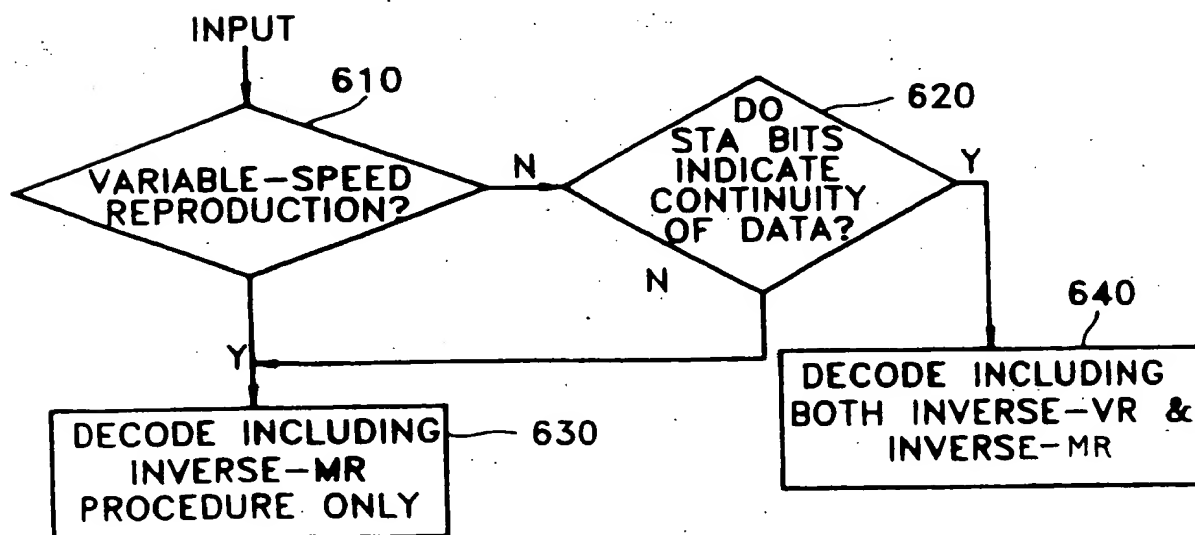 INPUT
610
VARIABLE-SPEED
REPRODUCTION?
N
Y
DO
STA BITS
INDICATE
CONTINUITY
OF DATA?
620
Y
N
640
DECODE INCLUDING
INVERSE-MR
PROCEDURE ONLY
630
DECODE INCLUDING
BOTH INVERSE-VR &
INVERSE-MR